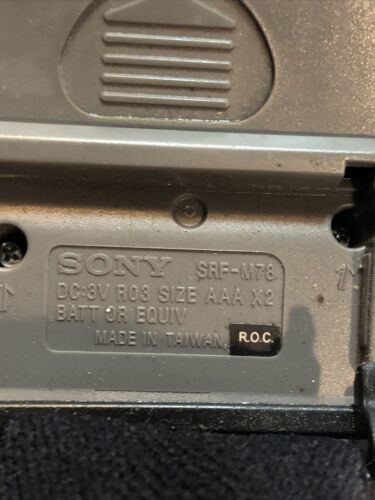 SONY SRF-M78
DC:3V R03 SIZE AAA X2
BATT OR EQUIV
MADE IN TAIWAN R.O.C.